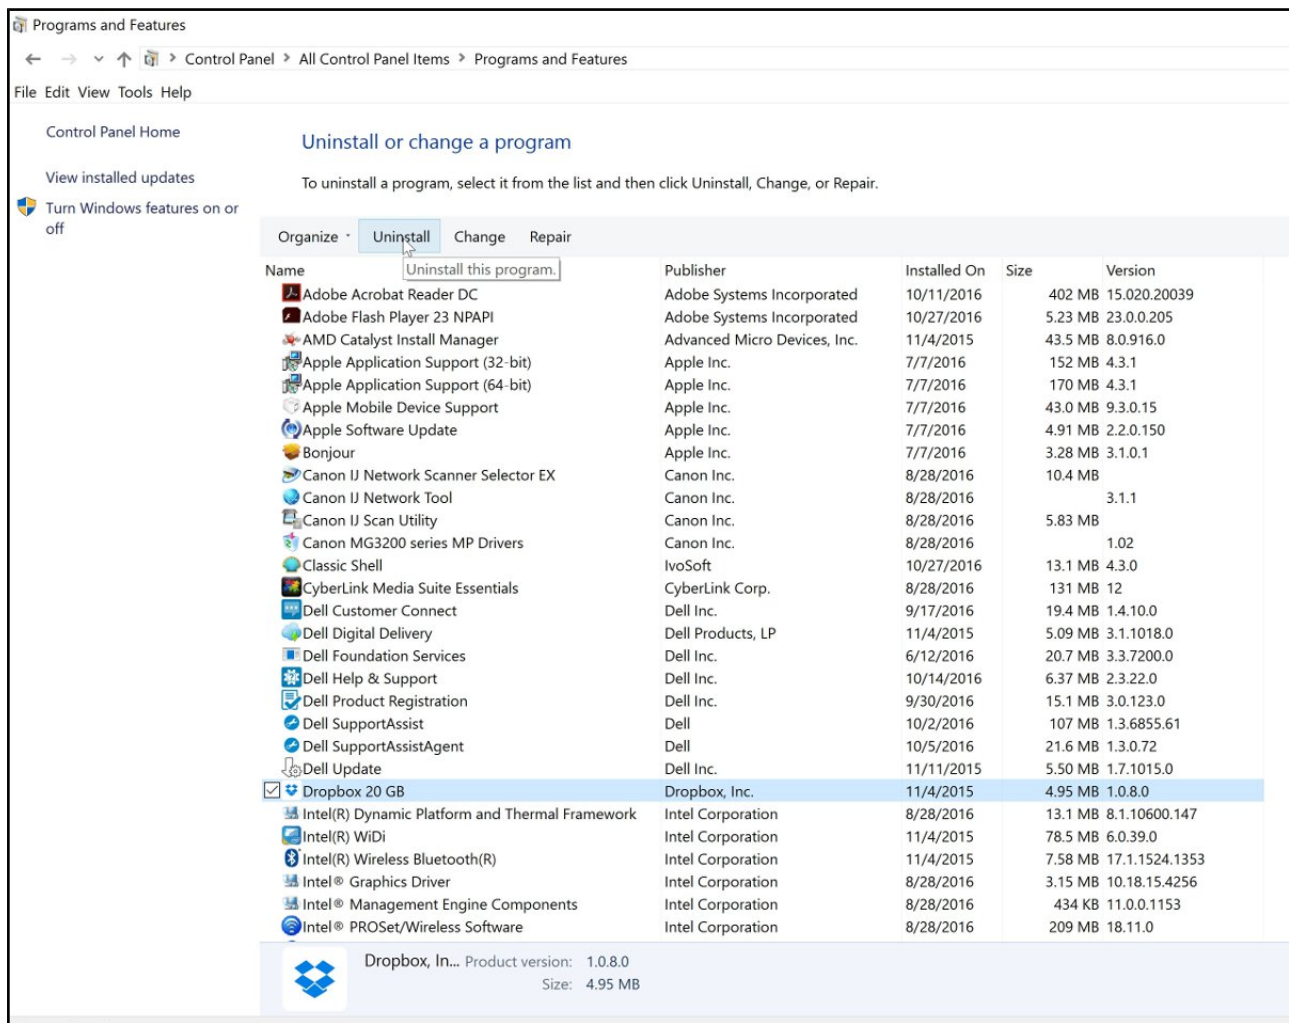 Programs and Features
Control Panel > All Control Panel Items > Programs and Features
File Edit View Tools Help
Control Panel Home
View installed updates
Turn Windows features on or
off
Uninstall or change a program
To uninstall a program, select it from the list and then click Uninstall, Change, or Repair.
Organize Uninstall Change Repair
Uninstall this program.
Name Publisher Installed On Size Version
Adobe Acrobat Reader DC Adobe Systems Incorporated 10/11/2016 402 MB 15.020.20039
Adobe Flash Player 23 NPAPI Adobe Systems Incorporated 10/27/2016 5.23 MB 23.0.0.205
AMD Catalyst Install Manager Advanced Micro Devices, Inc. 11/4/2015 43.5 MB 8.0.916.0
Apple Application Support (32-bit) Apple Inc. 7/7/2016 152 MB 4.3.1
Apple Application Support (64-bit) Apple Inc. 7/7/2016 170 MB 4.3.1
Apple Mobile Device Support Apple Inc. 7/7/2016 43.0 MB 9.3.0.15
Apple Software Update Apple Inc. 7/7/2016 4.91 MB 2.2.0.150
Bonjour Apple Inc. 7/7/2016 3.28 MB 3.1.0.1
Canon IJ Network Scanner Selector EX Canon Inc. 8/28/2016 10.4 MB
Canon IJ Network Tool Canon Inc. 8/28/2016 3.1.1
Canon IJ Scan Utility Canon Inc. 8/28/2016 5.83 MB
Canon MG3200 series MP Drivers Canon Inc. 8/28/2016 1.02
Classic Shell IvoSoft 10/27/2016 13.1 MB 4.3.0
CyberLink Media Suite Essentials CyberLink Corp. 8/28/2016 131 MB 12
Dell Customer Connect Dell Inc. 9/17/2016 19.4 MB 1.4.10.0
Dell Digital Delivery Dell Products, LP 11/4/2015 5.09 MB 3.1.1018.0
Dell Foundation Services Dell Inc. 6/12/2016 20.7 MB 3.3.7200.0
Dell Help & Support Dell Inc. 10/14/2016 6.37 MB 2.3.22.0
Dell Product Registration Dell Inc. 9/30/2016 15.1 MB 3.0.123.0
Dell SupportAssist Dell 10/2/2016 107 MB 1.3.6855.61
Dell SupportAssistAgent Dell 10/5/2016 21.6 MB 1.3.0.72
Dell Update Dell Inc. 11/11/2015 5.50 MB 1.7.1015.0
Dropbox 20 GB Dropbox, Inc. 11/4/2015 4.95 MB 1.0.8.0
Intel(R) Dynamic Platform and Thermal Framework Intel Corporation 8/28/2016 13.1 MB 8.1.10600.147
Intel(R) WiDi Intel Corporation 11/4/2015 78.5 MB 6.0.39.0
Intel(R) Wireless Bluetooth(R) Intel Corporation 11/4/2015 7.58 MB 17.1.1524.1353
Intel® Graphics Driver Intel Corporation 8/28/2016 3.15 MB 10.18.15.4256
Intel® Management Engine Components Intel Corporation 8/28/2016 434 KB 11.0.0.1153
Intel® PROSet/Wireless Software Intel Corporation 8/28/2016 209 MB 18.11.0
Dropbox, In... Product version: 1.0.8.0
Size: 4.95 MB